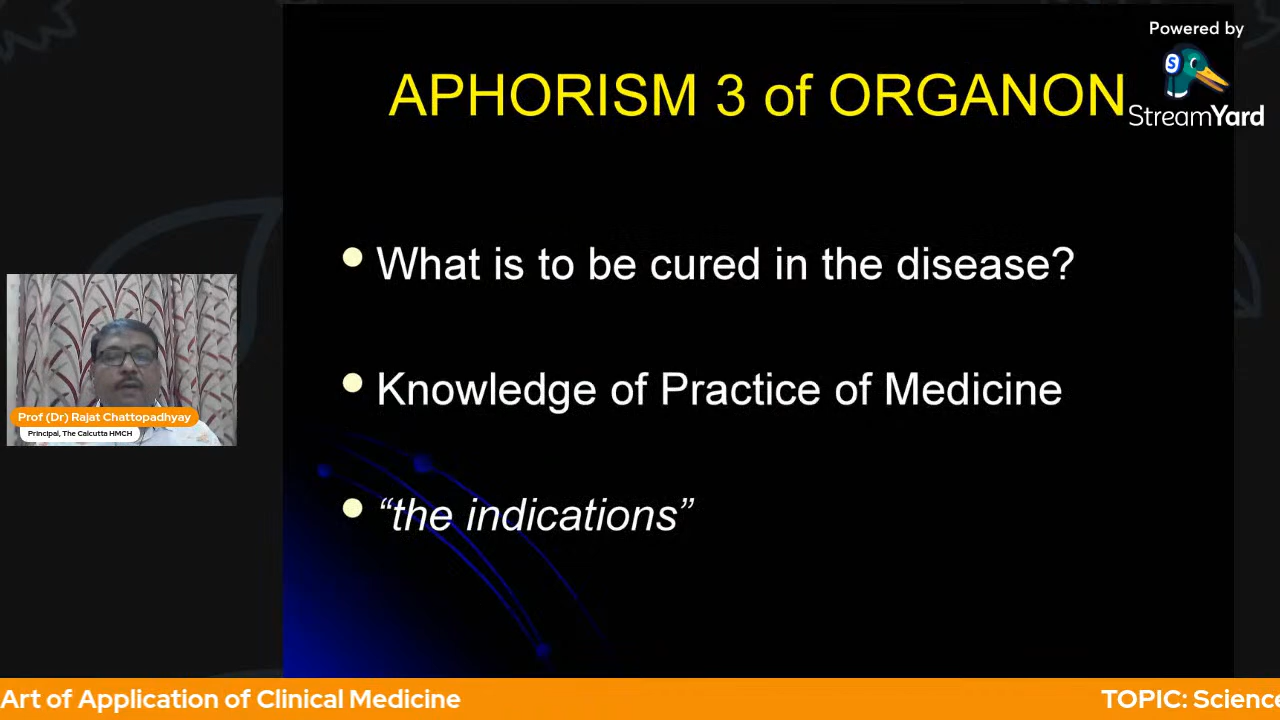 Powered by
StreamYard
APHORISM 3 of ORGANON
What is to be cured in the disease?
Knowledge of Practice of Medicine
“the indications”
Prof (Dr) Rajat Chattopadhyay
Principal, The Calcutta HMCH
Art of Application of Clinical Medicine
TOPIC: Science